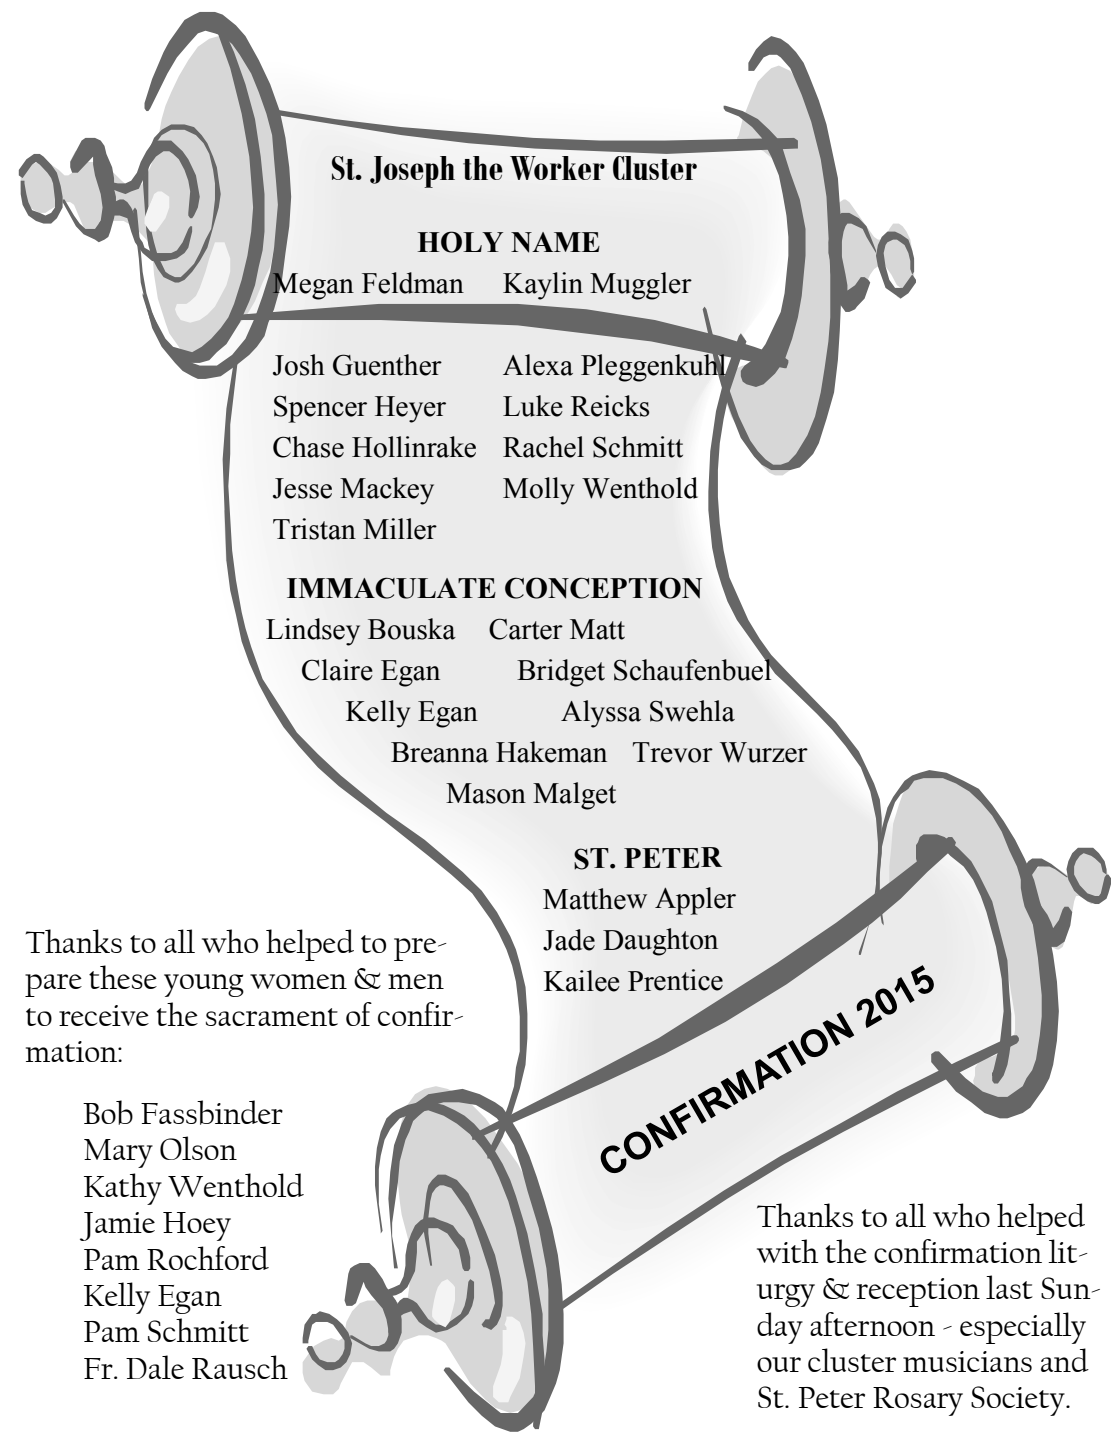 St. Joseph the Worker Cluster
HOLY NAME
Megan Feldman Kaylin Muggler
Josh Guenther Alexa Pleggenkuhl
Spencer Heyer Luke Reicks
Chase Hollinrake Rachel Schmitt
Jesse Mackey Molly Wenthold
Tristan Miller
IMMACULATE CONCEPTION
Lindsey Bouska Carter Matt
Claire Egan Bridget Schaufenbuel
Kelly Egan Alyssa Swehla
Breanna Hakeman Trevor Wurzer
Mason Malget
ST. PETER
Matthew Appler
Jade Daughton
Kailee Prentice
CONFIRMATION 2015
Thanks to all who helped to pre-
pare these young women & men
to receive the sacrament of confir-
mation:
Bob Fassbinder
Mary Olson
Kathy Wenthold
Jamie Hoey
Pam Rochford
Kelly Egan
Pam Schmitt
Fr. Dale Rausch
Thanks to all who helped
with the confirmation lit-
urgy & reception last Sun-
day afternoon - especially
our cluster musicians and
St. Peter Rosary Society.